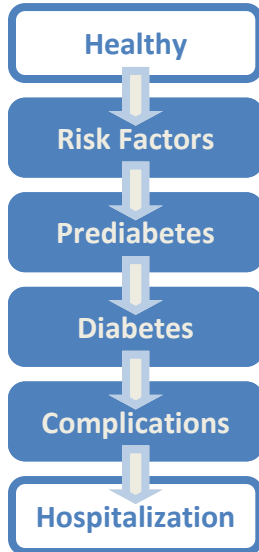 Healthy
Risk Factors
Prediabetes
Diabetes
Complications
Hospitalization